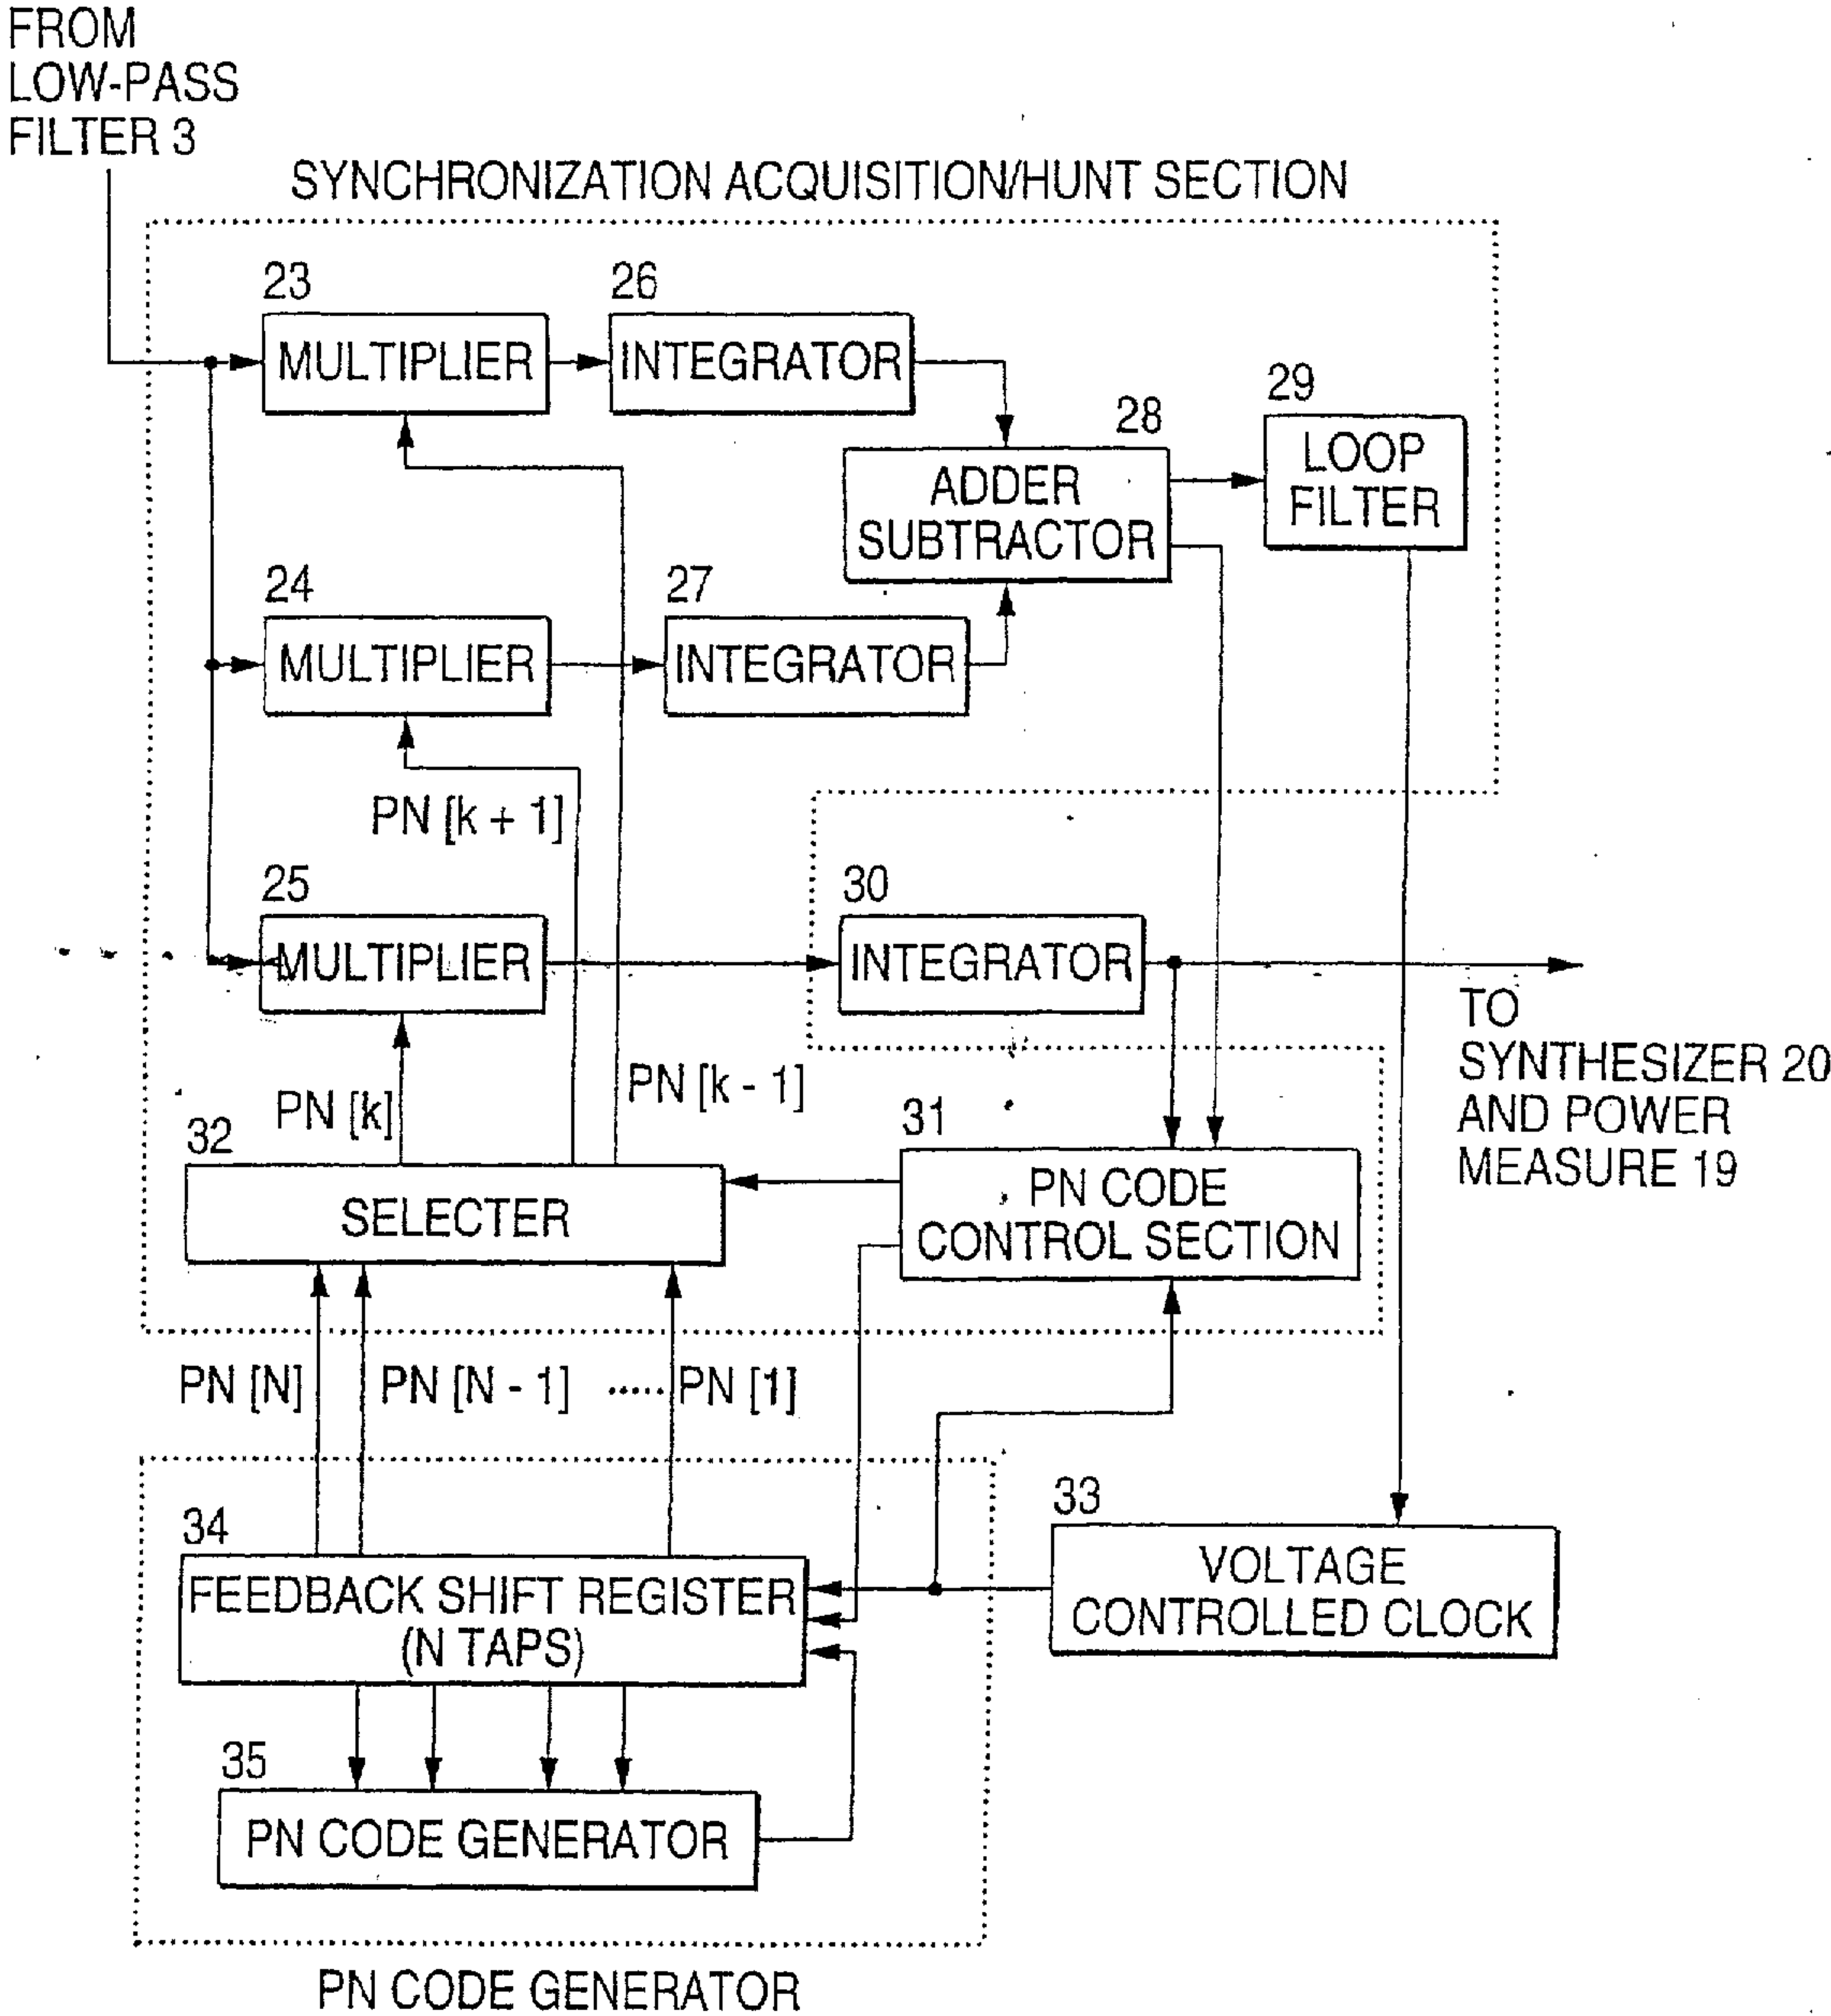 FROM
LOW-PASS
FILTER 3
SYNCHRONIZATION ACQUISITION/HUNT SECTION
23
MULTIPLIER
26
INTEGRATOR
28
ADDER
SUBTRACTOR
29
LOOP
FILTER
24
MULTIPLIER
27
INTEGRATOR
PN [k + 1]
25
MULTIPLIER
30
INTEGRATOR
TO
SYNTHESIZER 20
AND POWER
MEASURE 19
PN [k]
PN [k - 1]
32
SELECTER
31
PN CODE
CONTROL SECTION
PN [N]
PN [N - 1]
.....
PN [1]
34
FEEDBACK SHIFT REGISTER
(N TAPS)
33
VOLTAGE
CONTROLLED CLOCK
35
PN CODE GENERATOR
PN CODE GENERATOR